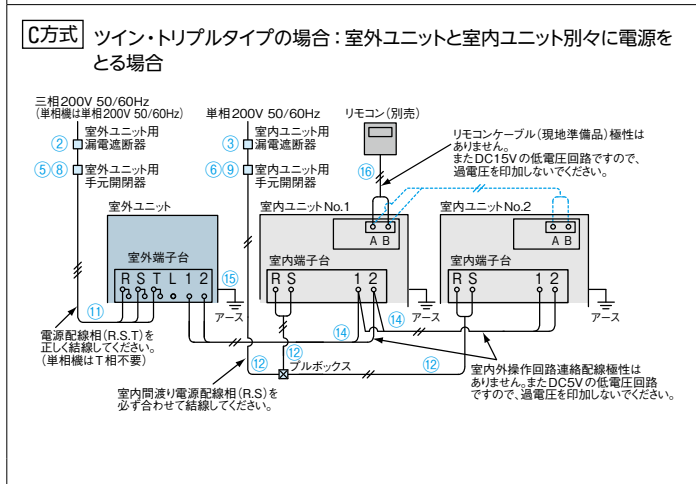 C方式 ツイン・トリプルタイプの場合：室外ユニットと室内ユニット別々に電源を
とる場合
三相200V 50/60Hz
（単相機は単相200V 50/60Hz）
単相200V 50/60Hz
リモコン（別売）
② 室外ユニット用
漏電遮断器
③ 室内ユニット用
漏電遮断器
⑤⑧ 室外ユニット用
手元開閉器
⑥⑨ 室内ユニット用
手元開閉器
⑯
リモコンケーブル（現地準備品）極性は
ありません。
またDC15Vの低電圧回路ですので、
過電圧を印加しないでください。
室外ユニット
室内ユニットNo.1
室内ユニットNo.2
A B
A B
室外端子台
室内端子台
室内端子台
R S T L 1 2
R S 1 2
R S 1 2
⑮
アース
アース
アース
⑪
⑭
⑭
電源配線相（R.S.T）を
正しく結線してください。
（単相機はT相不要）
⑫
⑫
プルボックス
⑫
室内間渡り電源配線相（R.S）を
必ず合わせて結線してください。
室内外操作回路連絡配線極性は
ありません。またDC5Vの低電圧回路
ですので、過電圧を印加しないでください。